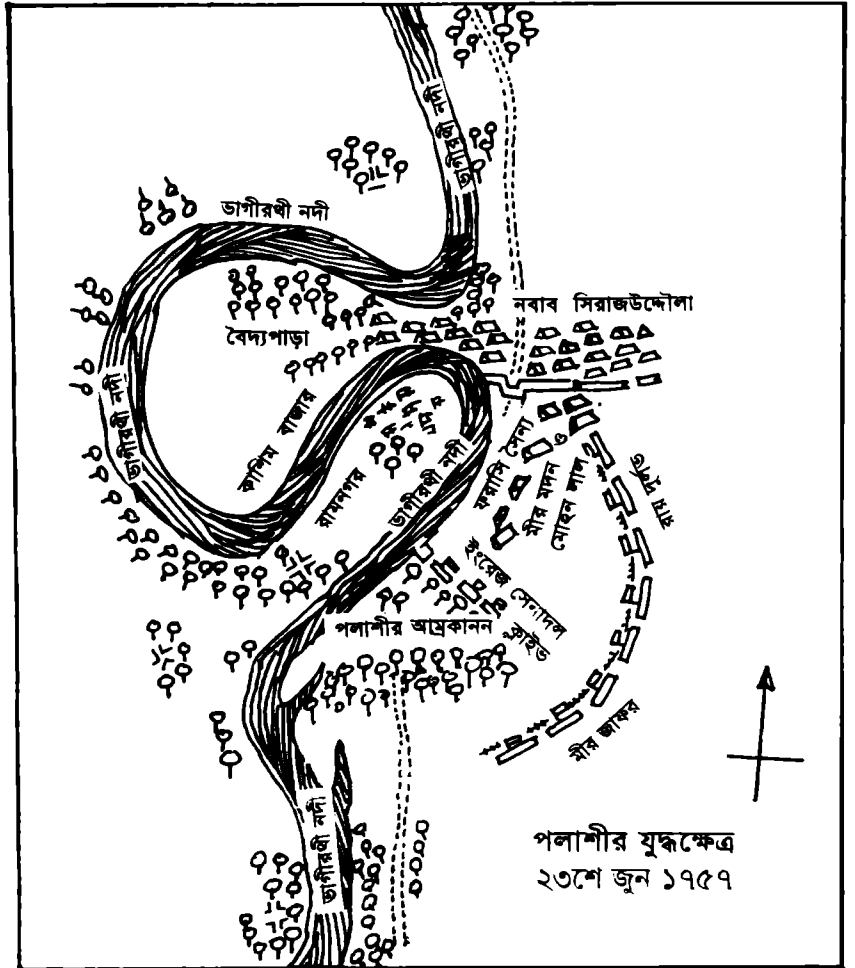 ভাগীরথী নদী
ভাগীরথী নদী
নবাব সিরাজউদ্দৌলা
বৈদ্যপাড়া
ভাগীরথী নদী
কাশিম বাজার
রামনগর
ভাগীরথী নদী
ফরাসি সৈন্য
মীর মদন
ও
মোহন লাল
রায় দুর্লভ
ইংরেজ সেনাদল
ক্লাইভ
পলাশীর আম্রকানন
মীর জাফর
ভাগীরথী নদী
পলাশীর যুদ্ধক্ষেত্র
২৩শে জুন ১৭৫৭